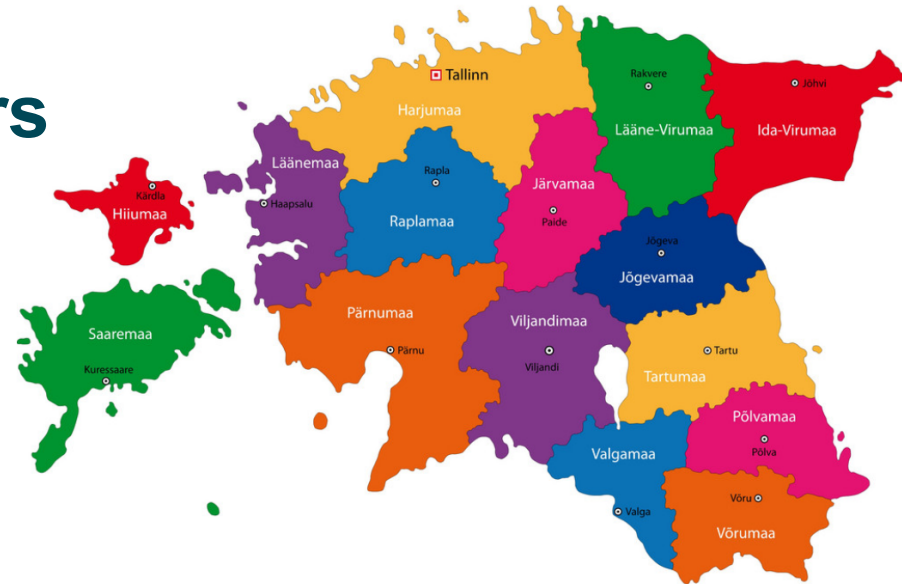 rs
Tallinn
Harjumaa
Rakvere
Lääne-Virumaa
Jõhvi
Ida-Virumaa
Läänemaa
Haapsalu
Rapla
Raplamaa
Järvamaa
Paide
Kärdla
Hiiumaa
Jõgeva
Jõgevamaa
Saaremaa
Kuressaare
Pärnumaa
Pärnu
Viljandimaa
Viljandi
Tartu
Tartumaa
Põlvamaa
Põlva
Valgamaa
Valga
Võru
Võrumaa